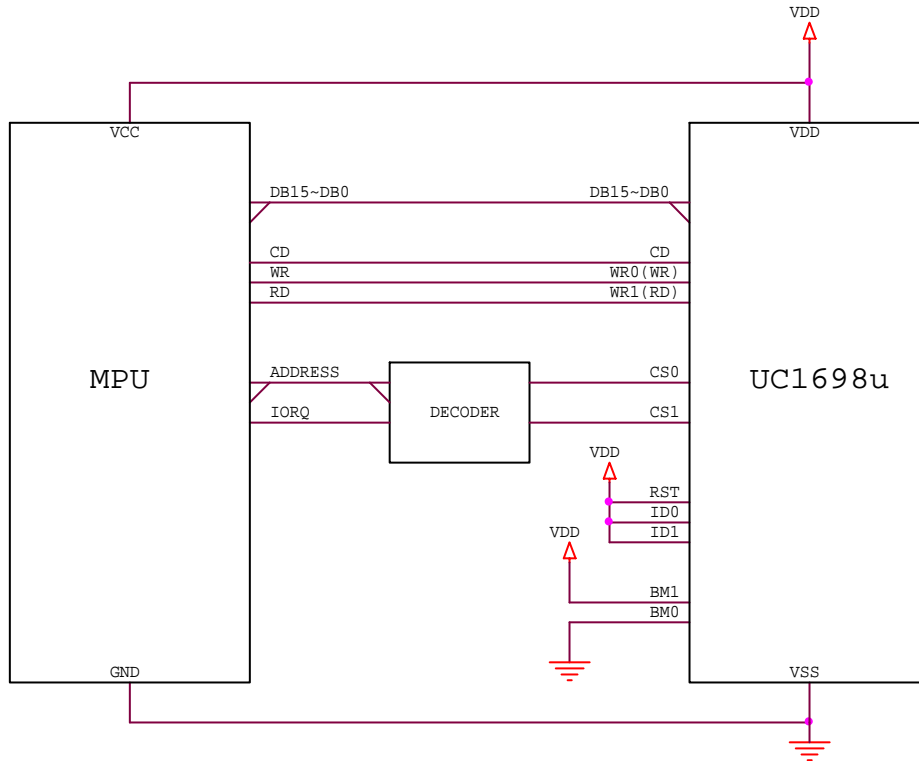 VDD
VCC
VDD
DB15~DB0
DB15~DB0
CD
CD
WR
WR0(WR)
RD
WR1(RD)
MPU
ADDRESS
CS0
UC1698u
IORQ
DECODER
CS1
VDD
RST
ID0
VDD
ID1
BM1
BM0
GND
VSS